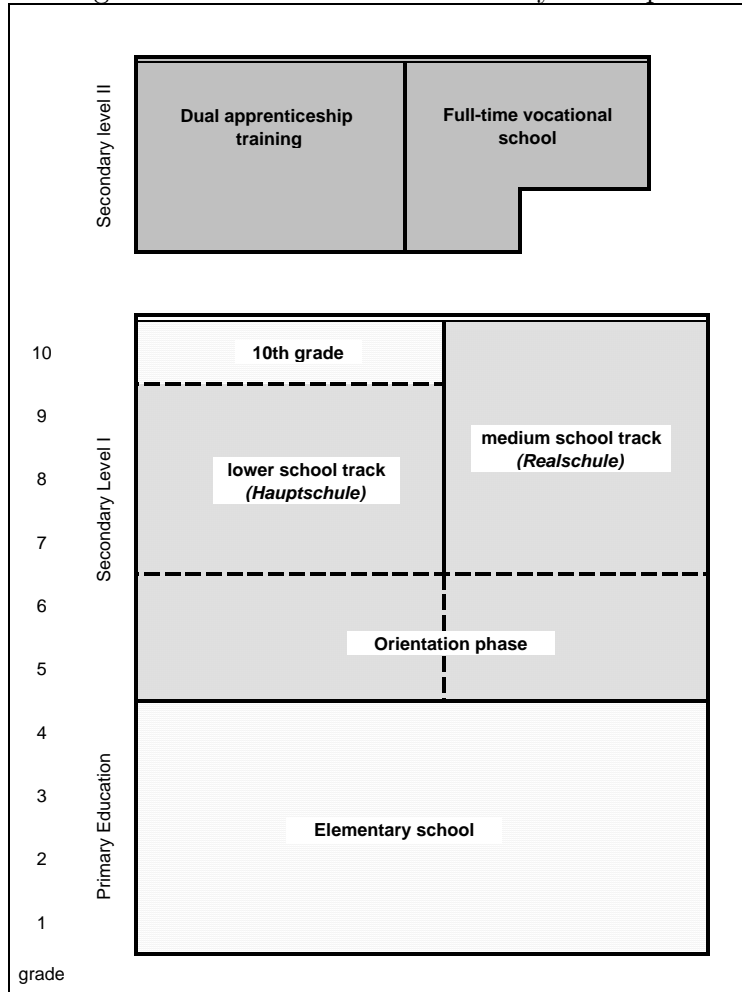 Secondary level II
Dual apprenticeship
training
Full-time vocational
school
10
9
8
7
6
5
4
3
2
1
grade
Secondary Level I
Primary Education
10th grade
lower school track
(Hauptschule)
medium school track
(Realschule)
Orientation phase
Elementary school